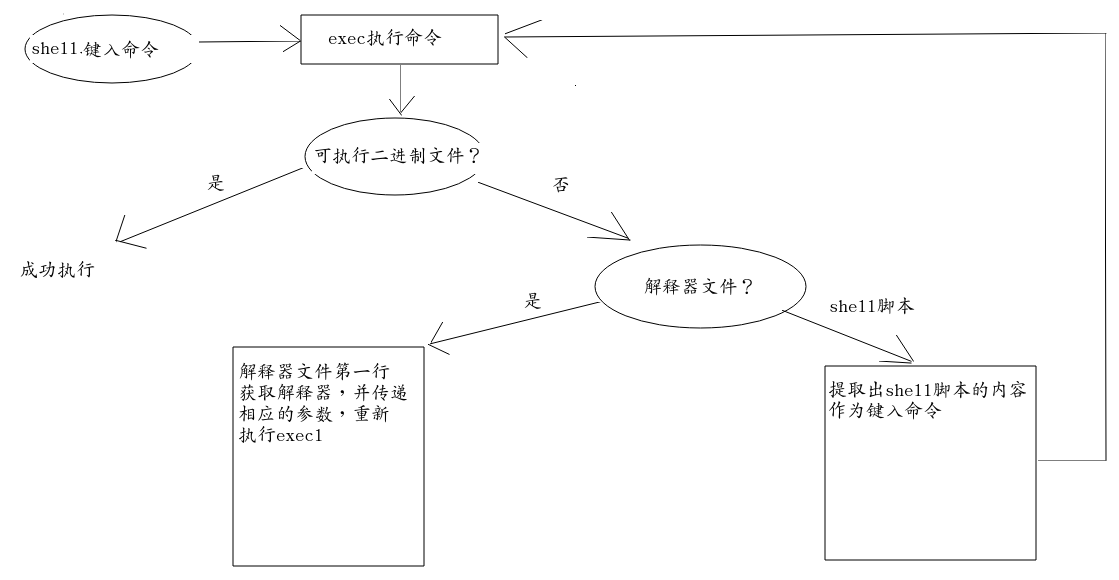 she11.键入命令
exec执行命令
可执行二进制文件？
是
否
成功执行
解释器文件？
是
she11脚本
解释器文件第一行
获取解释器，并传递
相应的参数，重新
执行exec1
提取出she11脚本的内容
作为键入命令